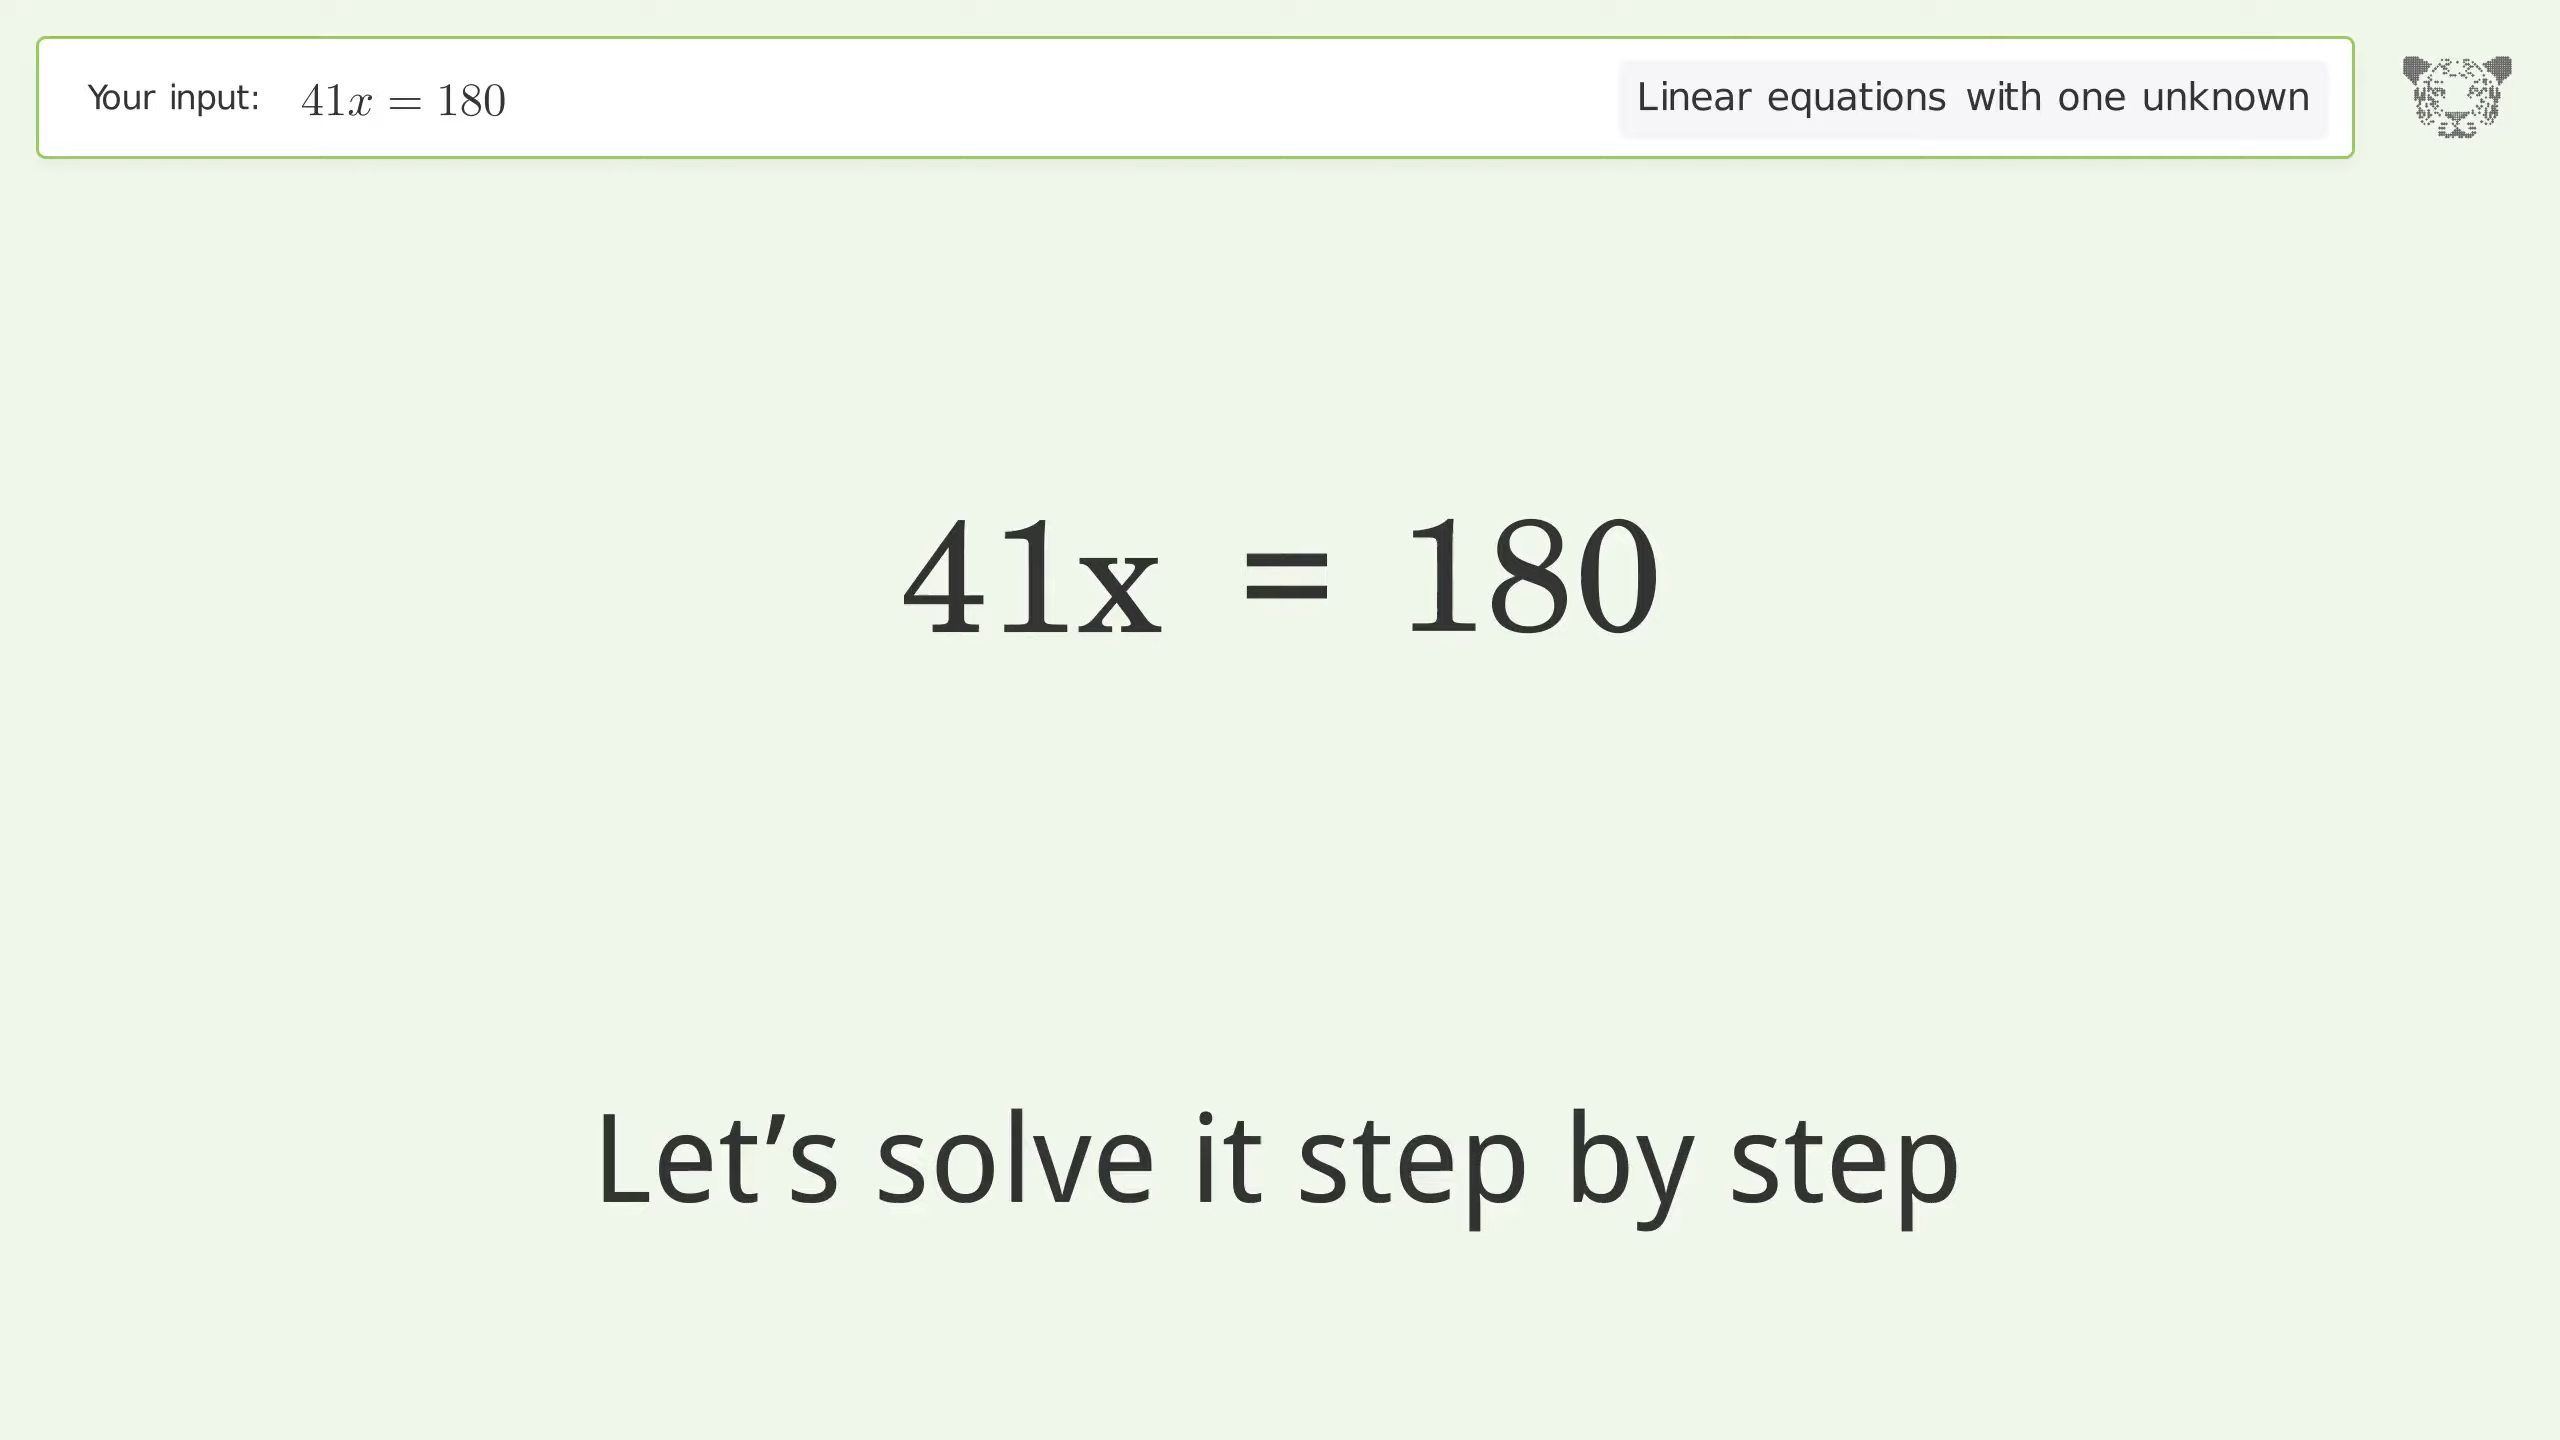 Your input: 41x = 180
Linear equations with one unknown
41x = 180
Let’s solve it step by step